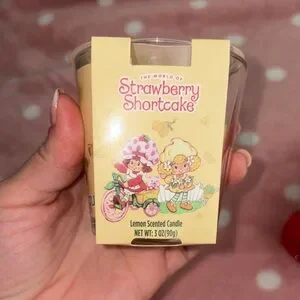 THE WORLD OF
Strawberry
Shortcake
Lemon Scented Candle
NET WT: 3 OZ(90g)